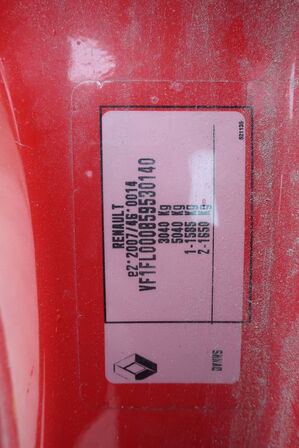 RENAULT
e2*2007/46*0014
VF1FL000859530140
3040 Kg
5040 Kg
1-1585 Kg
2-1650 Kg